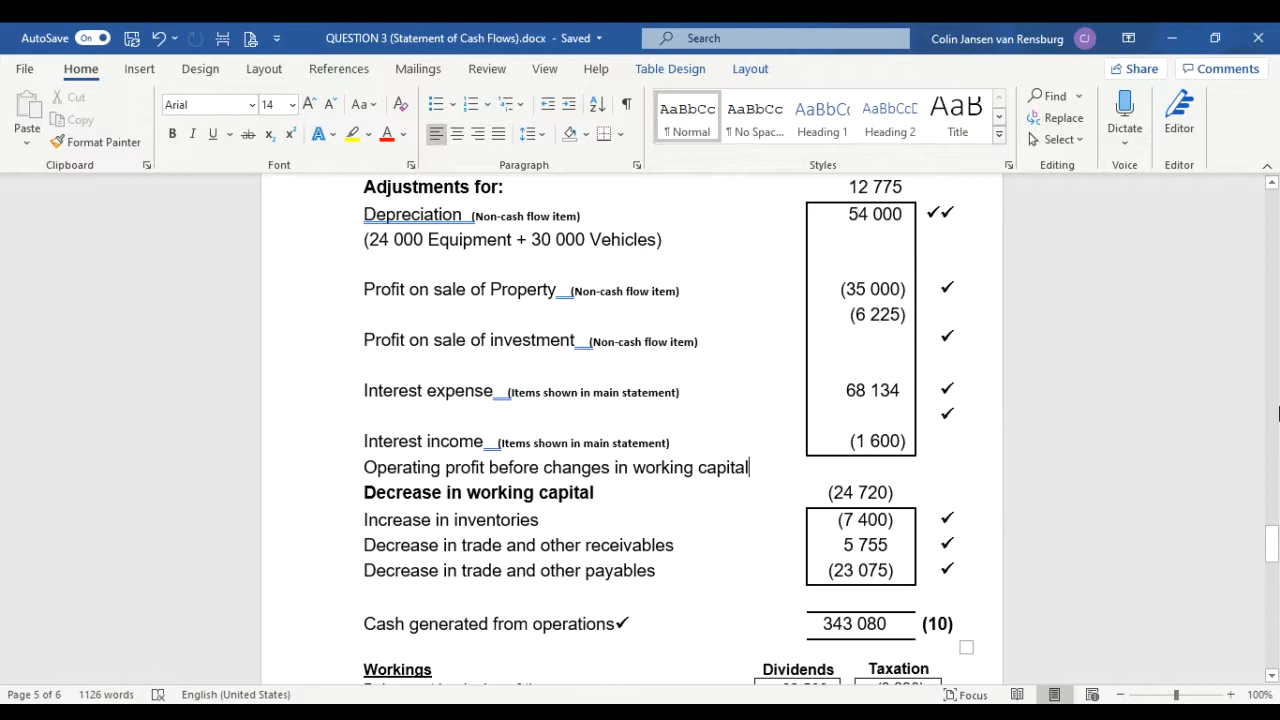 AutoSave On QUESTION 3 (Statement of Cash Flows).docx - Saved Search Colin Jansen van Rensburg CJ
File Home Insert Design Layout References Mailings Review View Help Table Design Layout Share Comments
Paste Cut Copy Format Painter
Arial 14 Aa
B I U ab x₂ x² A A
AaBbCc ¶ Normal AaBbCc ¶ No Spac... AaBbC( Heading 1 AaBbCcD Heading 2 AaB Title
Find Replace Select Dictate Editor
Clipboard Font Paragraph Styles Editing Voice Editor
Adjustments for: 12 775
Depreciation (Non-cash flow item) 54 000 ✓✓
(24 000 Equipment + 30 000 Vehicles)
Profit on sale of Property (Non-cash flow item) (35 000) ✓
(6 225)
Profit on sale of investment (Non-cash flow item) ✓
Interest expense (Items shown in main statement) 68 134 ✓
✓
Interest income (Items shown in main statement) (1 600)
Operating profit before changes in working capital
Decrease in working capital (24 720)
Increase in inventories (7 400) ✓
Decrease in trade and other receivables 5 755 ✓
Decrease in trade and other payables (23 075) ✓
Cash generated from operations✓ 343 080 (10)
Workings Dividends Taxation
Page 5 of 6 1126 words English (United States) Focus 100%